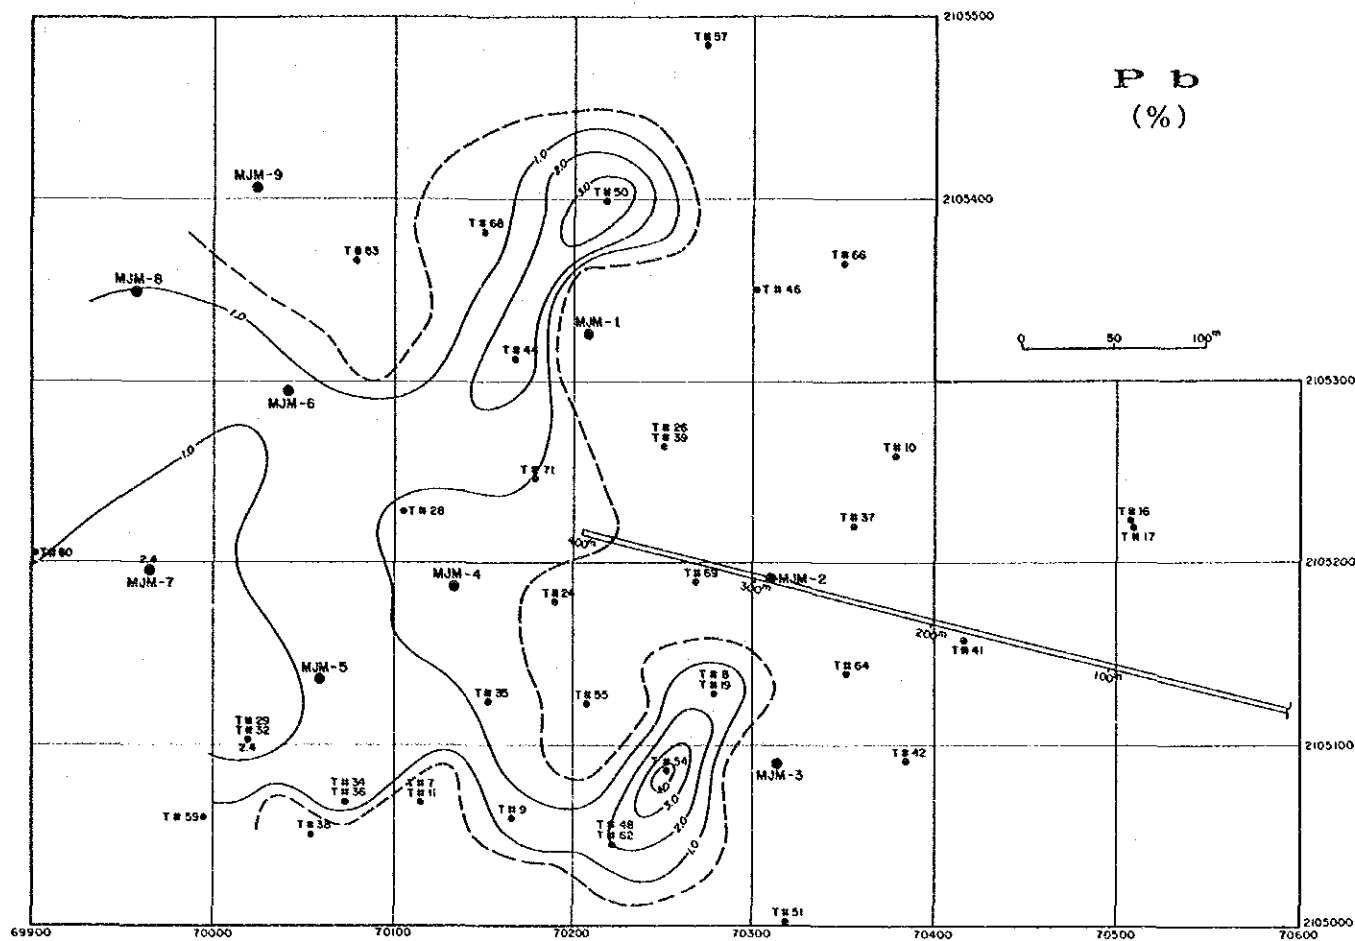 2105500
T#57
P b
(%)
1.0
2.0
3.0
MJM-9
T#50
2105400
T#68
T#63
T#66
MJM-8
T#46
1.0
MJM-1
0 50 100m
T#44
2105300
MJM-6
T#26
T#39
T#10
1.0
T#71
T#28
T#16
T#37
T#17
400m
T#60
2.4
MJM-7
MJM-4
T#69
MJM-2
2105200
300m
T#24
200m
T#41
MJM-5
T#8
T#64
100m
T#19
T#35
T#55
T#29
T#32
2.4
2105100
T#54
T#42
MJM-3
4.0
T#34
T#7
T#36
T#11
3.0
T#59
T#9
T#38
T#48
2.0
T#62
1.0
T#51
2105000
69900 70000 70100 70200 70300 70400 70500 70600